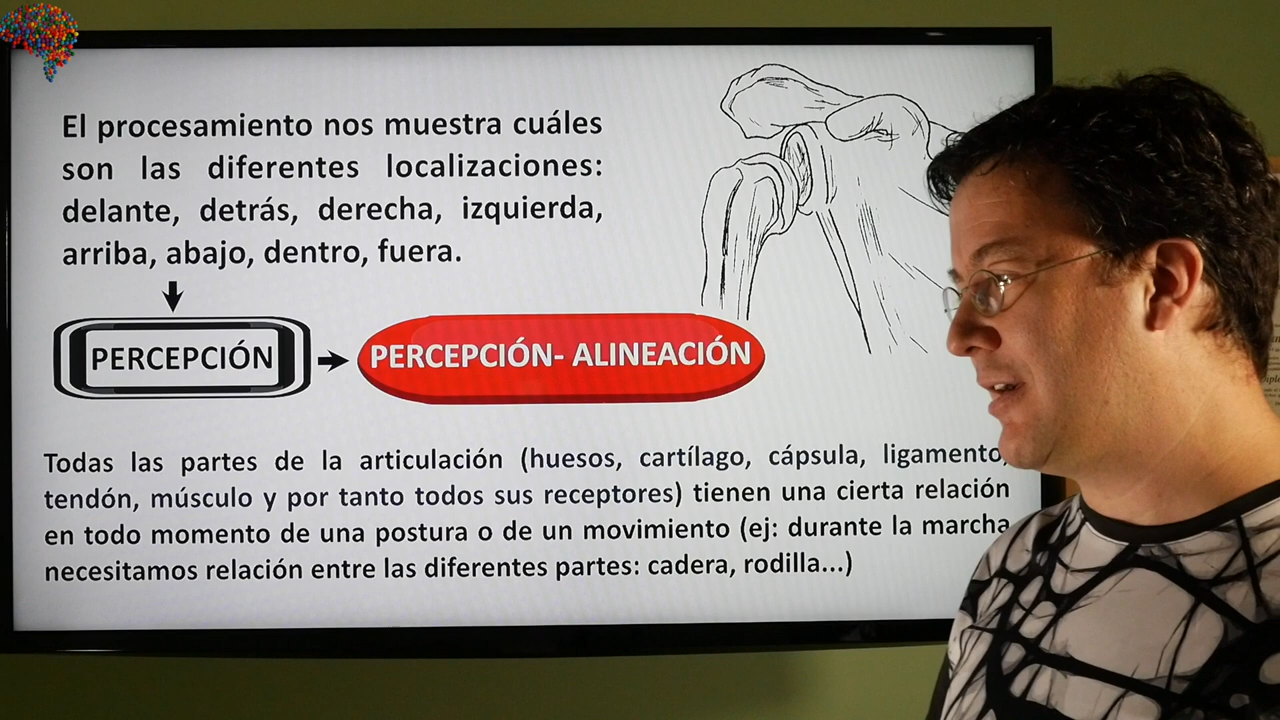 El procesamiento nos muestra cuáles
son las diferentes localizaciones:
delante, detrás, derecha, izquierda,
arriba, abajo, dentro, fuera.
PERCEPCIÓN
PERCEPCIÓN- ALINEACIÓN
Todas las partes de la articulación (huesos, cartílago, cápsula, ligamento,
tendón, músculo y por tanto todos sus receptores) tienen una cierta relación
en todo momento de una postura o de un movimiento (ej: durante la marcha
necesitamos relación entre las diferentes partes: cadera, rodilla...)